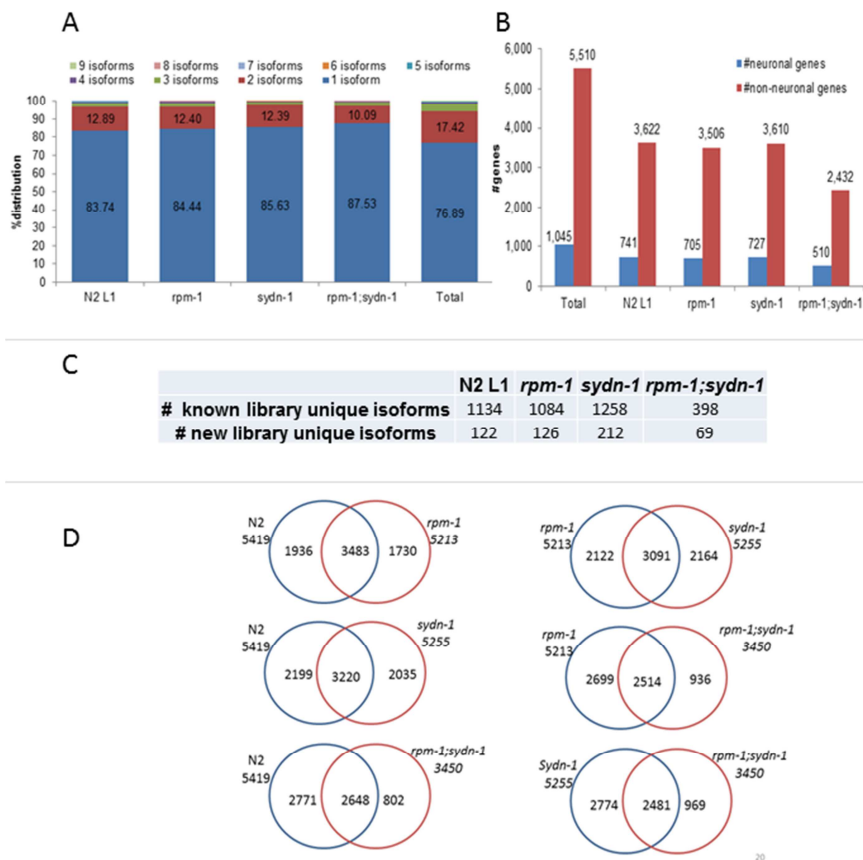 A
9 isoforms 8 isoforms 7 isoforms 6 isoforms 5 isoforms
4 isoforms 3 isoforms 2 isoforms 1 isoform
%distribution
100
90
80
70
60
50
40
30
20
10
0
12.89 12.40 12.39 10.09 17.42
83.74 84.44 85.63 87.53 76.89
N2 L1 rpm-1 sydn-1 rpm-1;sydn-1 Total
B
#neuronal genes
#non-neuronal genes
#genes
6,000
5,000
4,000
3,000
2,000
1,000
0
5,510 3,622 3,506 3,610 2,432
1,045 741 705 727 510
Total N2 L1 rpm-1 sydn-1 rpm-1;sydn-1
C
N2 L1 rpm-1 sydn-1 rpm-1;sydn-1
# known library unique isoforms 1134 1084 1258 398
# new library unique isoforms 122 126 212 69
D
N2
5419
1936 3483 1730
rpm-1
5213
rpm-1
5213
2122 3091 2164
sydn-1
5255
N2
5419
2199 3220 2035
sydn-1
5255
rpm-1
5213
2699 2514 936
rpm-1;sydn-1
3450
N2
5419
2771 2648 802
rpm-1;sydn-1
3450
Sydn-1
5255
2774 2481 969
rpm-1;sydn-1
3450
20